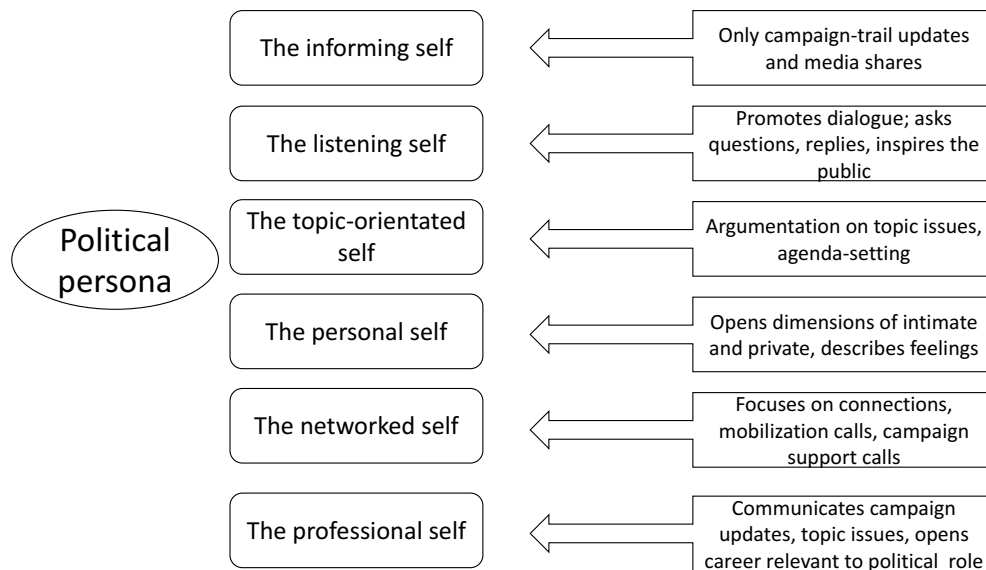 Political
persona
The informing self
Only campaign-trail updates
and media shares
The listening self
Promotes dialogue; asks
questions, replies, inspires the
public
The topic-orientated
self
Argumentation on topic issues,
agenda-setting
The personal self
Opens dimensions of intimate
and private, describes feelings
The networked self
Focuses on connections,
mobilization calls, campaign
support calls
The professional self
Communicates campaign
updates, topic issues, opens
career relevant to political role